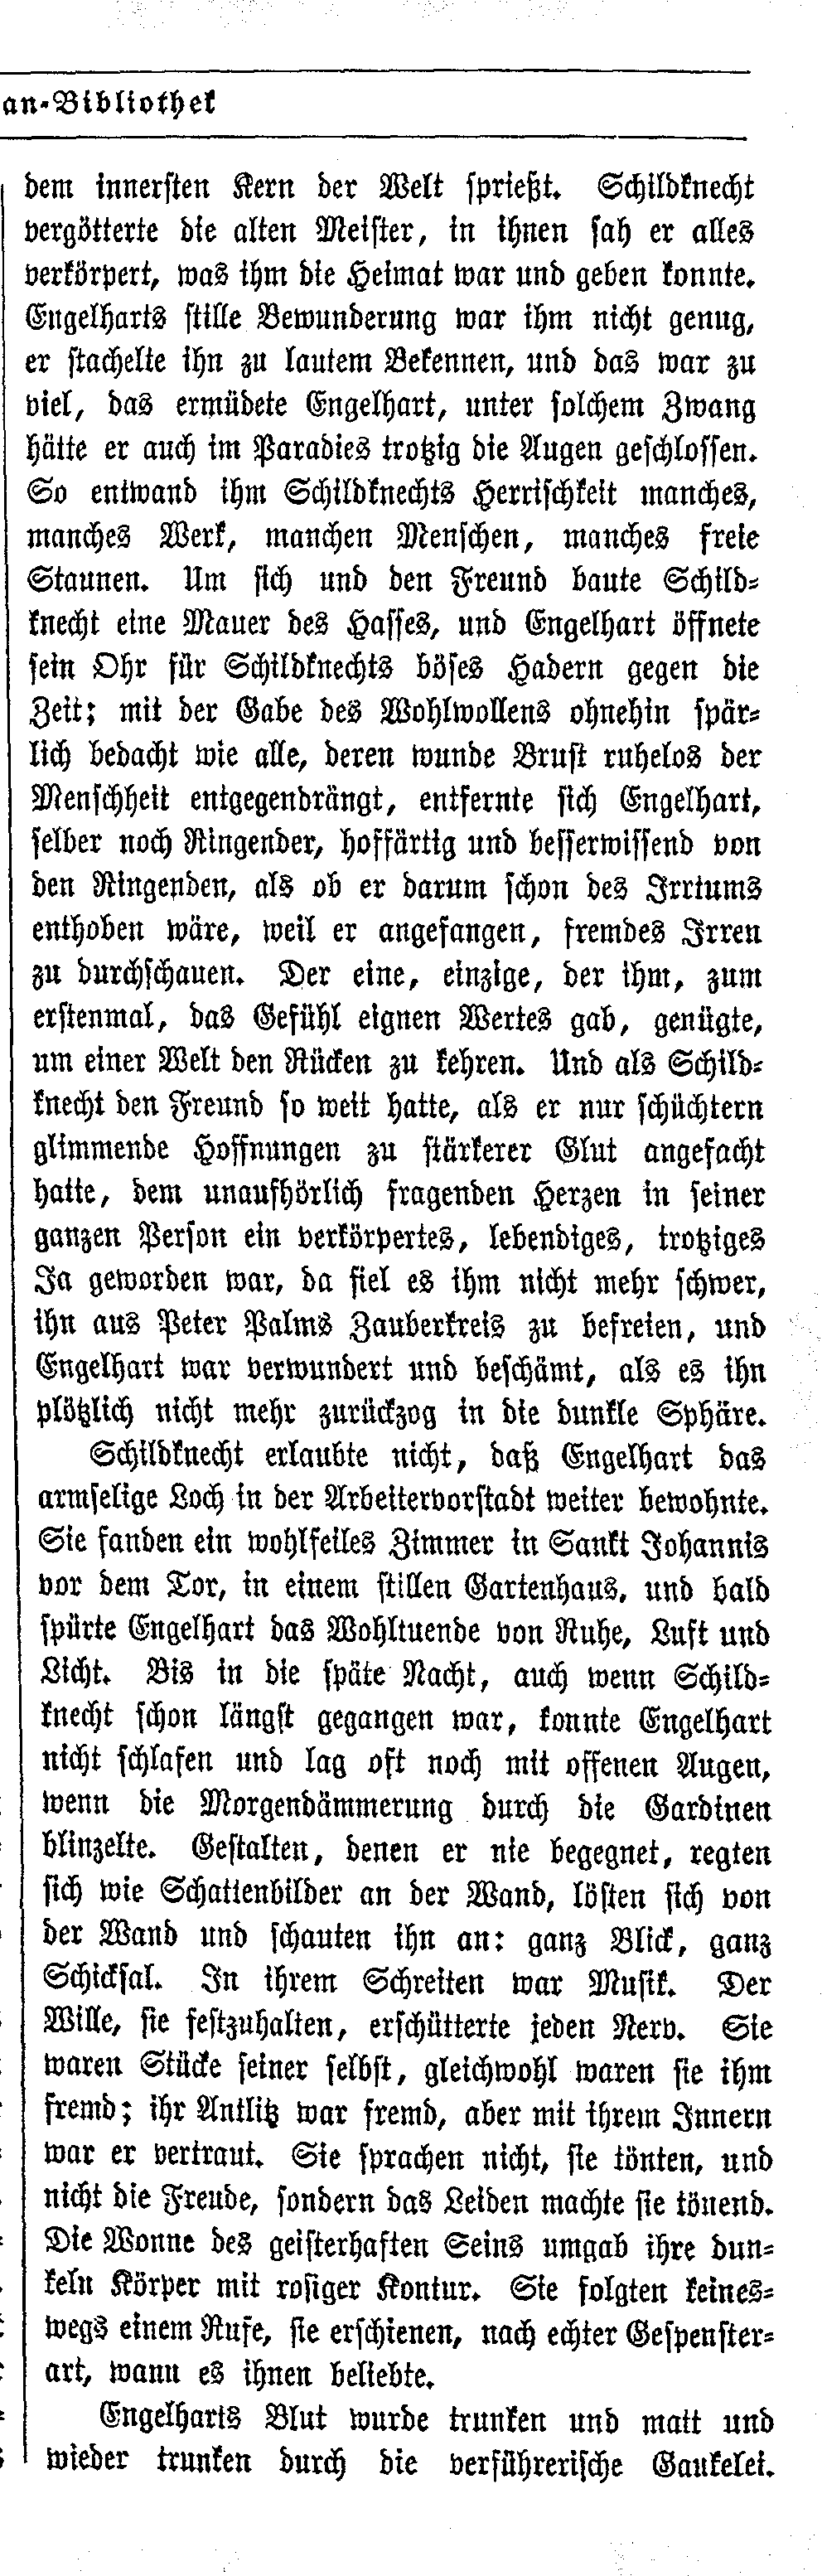 an-Bibliothek
dem innersten Kern der Welt sprießt. Schildknecht
vergötterte die alten Meister, in ihnen sah er alles
verkörpert, was ihm die Heimat war und geben konnte.
Engelharts stille Bewunderung war ihm nicht genug,
er stachelte ihn zu lautem Bekennen, und das war zu
viel, das ermüdete Engelhart, unter solchem Zwang
hätte er auch im Paradies trotzig die Augen geschlossen.
So entwand ihm Schildknechts Herrischkeit manches,
manches Werk, manchen Menschen, manches freie
Staunen. Um sich und den Freund baute Schild-
knecht eine Mauer des Hasses, und Engelhart öffnete
sein Ohr für Schildknechts böses Hadern gegen die
Zeit; mit der Gabe des Wohlwollens ohnehin spär-
lich bedacht wie alle, deren wunde Brust ruhelos der
Menschheit entgegendrängt, entfernte sich Engelhart,
selber noch Ringender, hoffärtig und besserwissend von
den Ringenden, als ob er darum schon des Irrtums
enthoben wäre, weil er angefangen, fremdes Irren
zu durchschauen. Der eine, einzige, der ihm, zum
erstenmal, das Gefühl eignen Wertes gab, genügte,
um einer Welt den Rücken zu kehren. Und als Schild-
knecht den Freund so weit hatte, als er nur schüchtern
glimmende Hoffnungen zu stärkerer Glut angefacht
hatte, dem unaufhörlich fragenden Herzen in seiner
ganzen Person ein verkörpertes, lebendiges, trotziges
Ja geworden war, da fiel es ihm nicht mehr schwer,
ihn aus Peter Palms Zauberkreis zu befreien, und
Engelhart war verwundert und beschämt, als es ihn
plötzlich nicht mehr zurückzog in die dunkle Sphäre.
Schildknecht erlaubte nicht, daß Engelhart das
armselige Loch in der Arbeitervorstadt weiter bewohnte.
Sie fanden ein wohlfeiles Zimmer in Sankt Johannis
vor dem Tor, in einem stillen Gartenhaus, und bald
spürte Engelhart das Wohltuende von Ruhe, Luft und
Licht. Bis in die späte Nacht, auch wenn Schild-
knecht schon längst gegangen war, konnte Engelhart
nicht schlafen und lag oft noch mit offenen Augen,
wenn die Morgendämmerung durch die Gardinen
blinzelte. Gestalten, denen er nie begegnet, regten
sich wie Schattenbilder an der Wand, lösten sich von
der Wand und schauten ihn an: ganz Blick, ganz
Schicksal. In ihrem Schreiten war Musik. Der
Wille, sie festzuhalten, erschütterte jeden Nerv. Sie
waren Stücke seiner selbst, gleichwohl waren sie ihm
fremd; ihr Antlitz war fremd, aber mit ihrem Innern
war er vertraut. Sie sprachen nicht, sie tönten, und
nicht die Freude, sondern das Leiden machte sie tönend.
Die Wonne des geisterhaften Seins umgab ihre dun-
keln Körper mit rosiger Kontur. Sie folgten keines-
wegs einem Rufe, sie erschienen, nach echter Gespenster-
art, wann es ihnen beliebte.
Engelharts Blut wurde trunken und matt und
wieder trunken durch die verführerische Gaukelei.